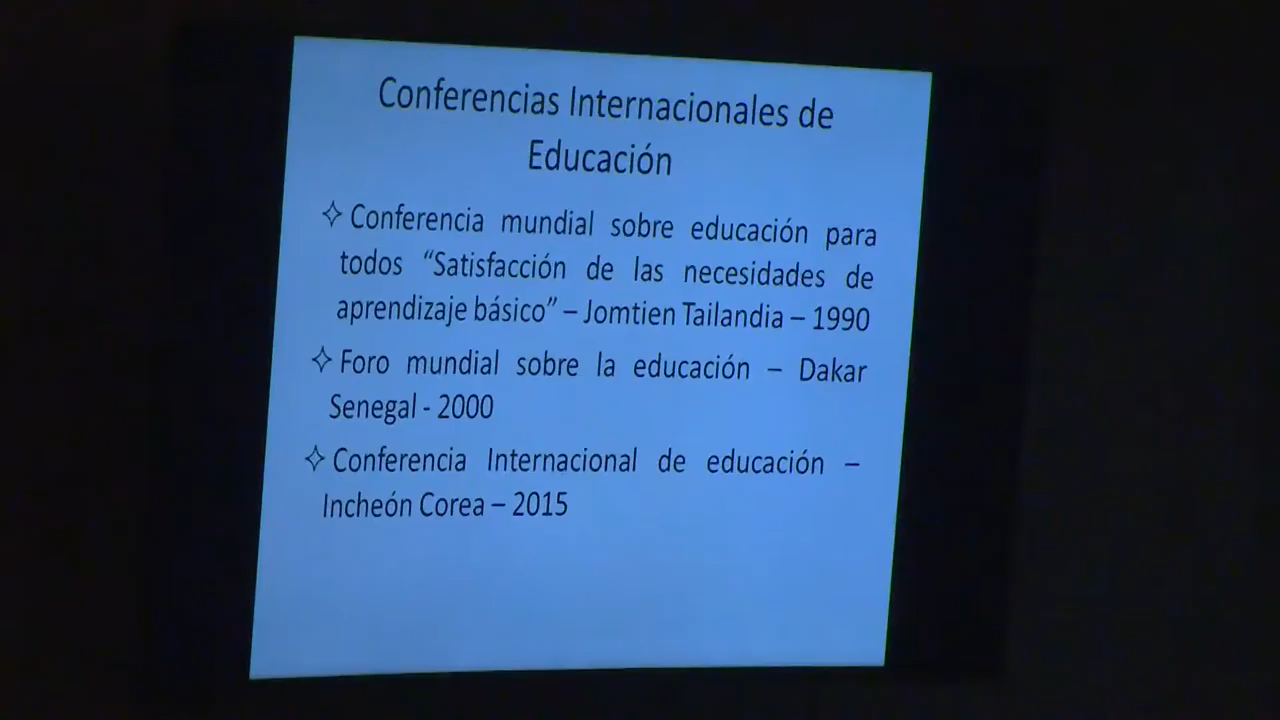 Conferencias Internacionales de
Educación
✧ Conferencia mundial sobre educación para
todos “Satisfacción de las necesidades de
aprendizaje básico” – Jomtien Tailandia – 1990
✧ Foro mundial sobre la educación – Dakar
Senegal - 2000
✧ Conferencia Internacional de educación –
Incheón Corea – 2015